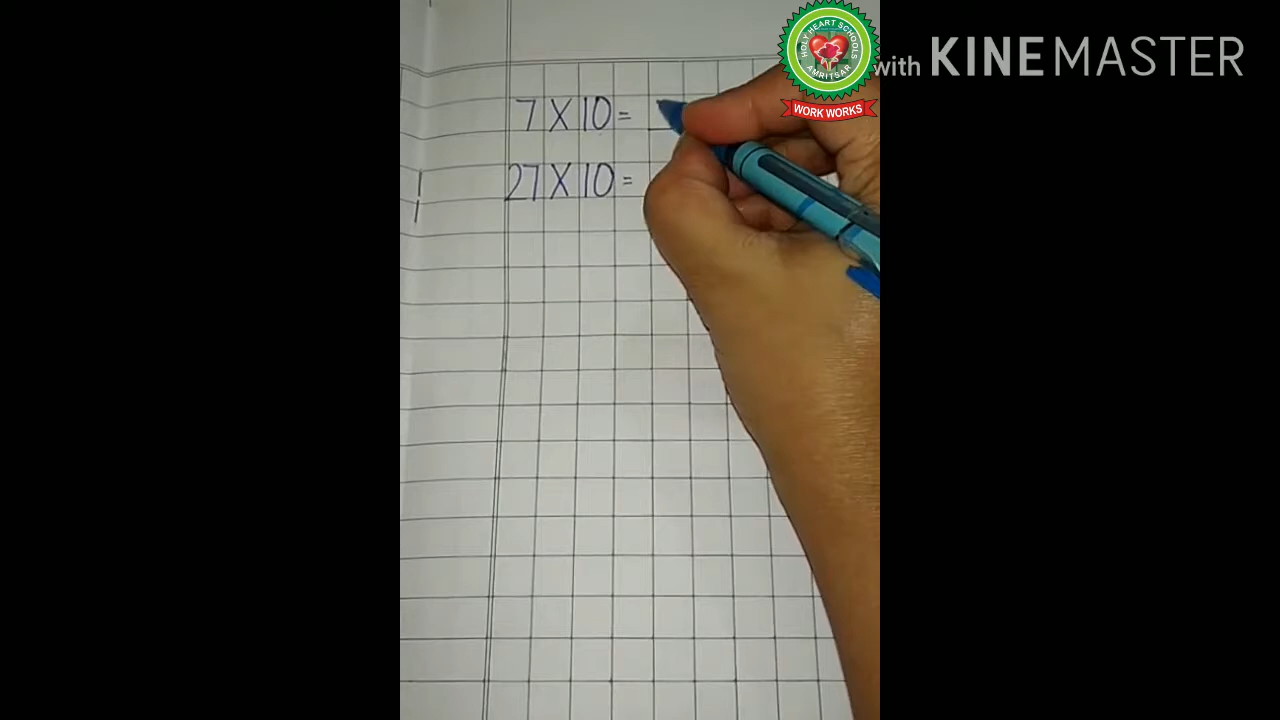 with KINEMASTER
HOLY HEART SCHOOLS
AMRITSAR
WORK WORKS
7 X 10 =
27 X 10 =